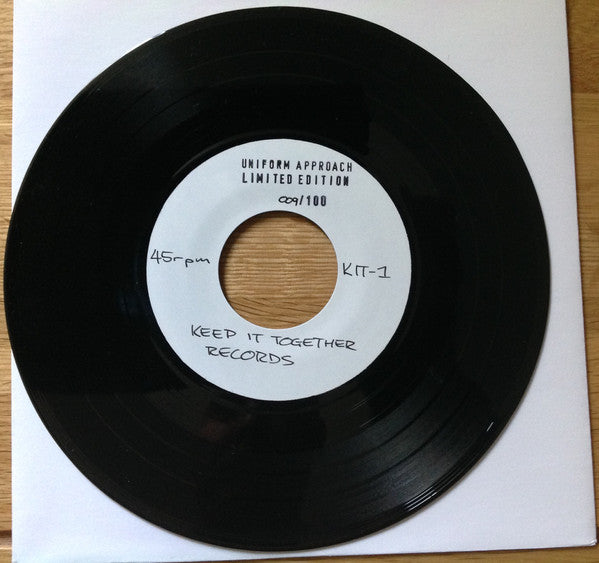 UNIFORM APPROACH
LIMITED EDITION
009/100
45rpm
KIT-1
KEEP IT TOGETHER
RECORDS